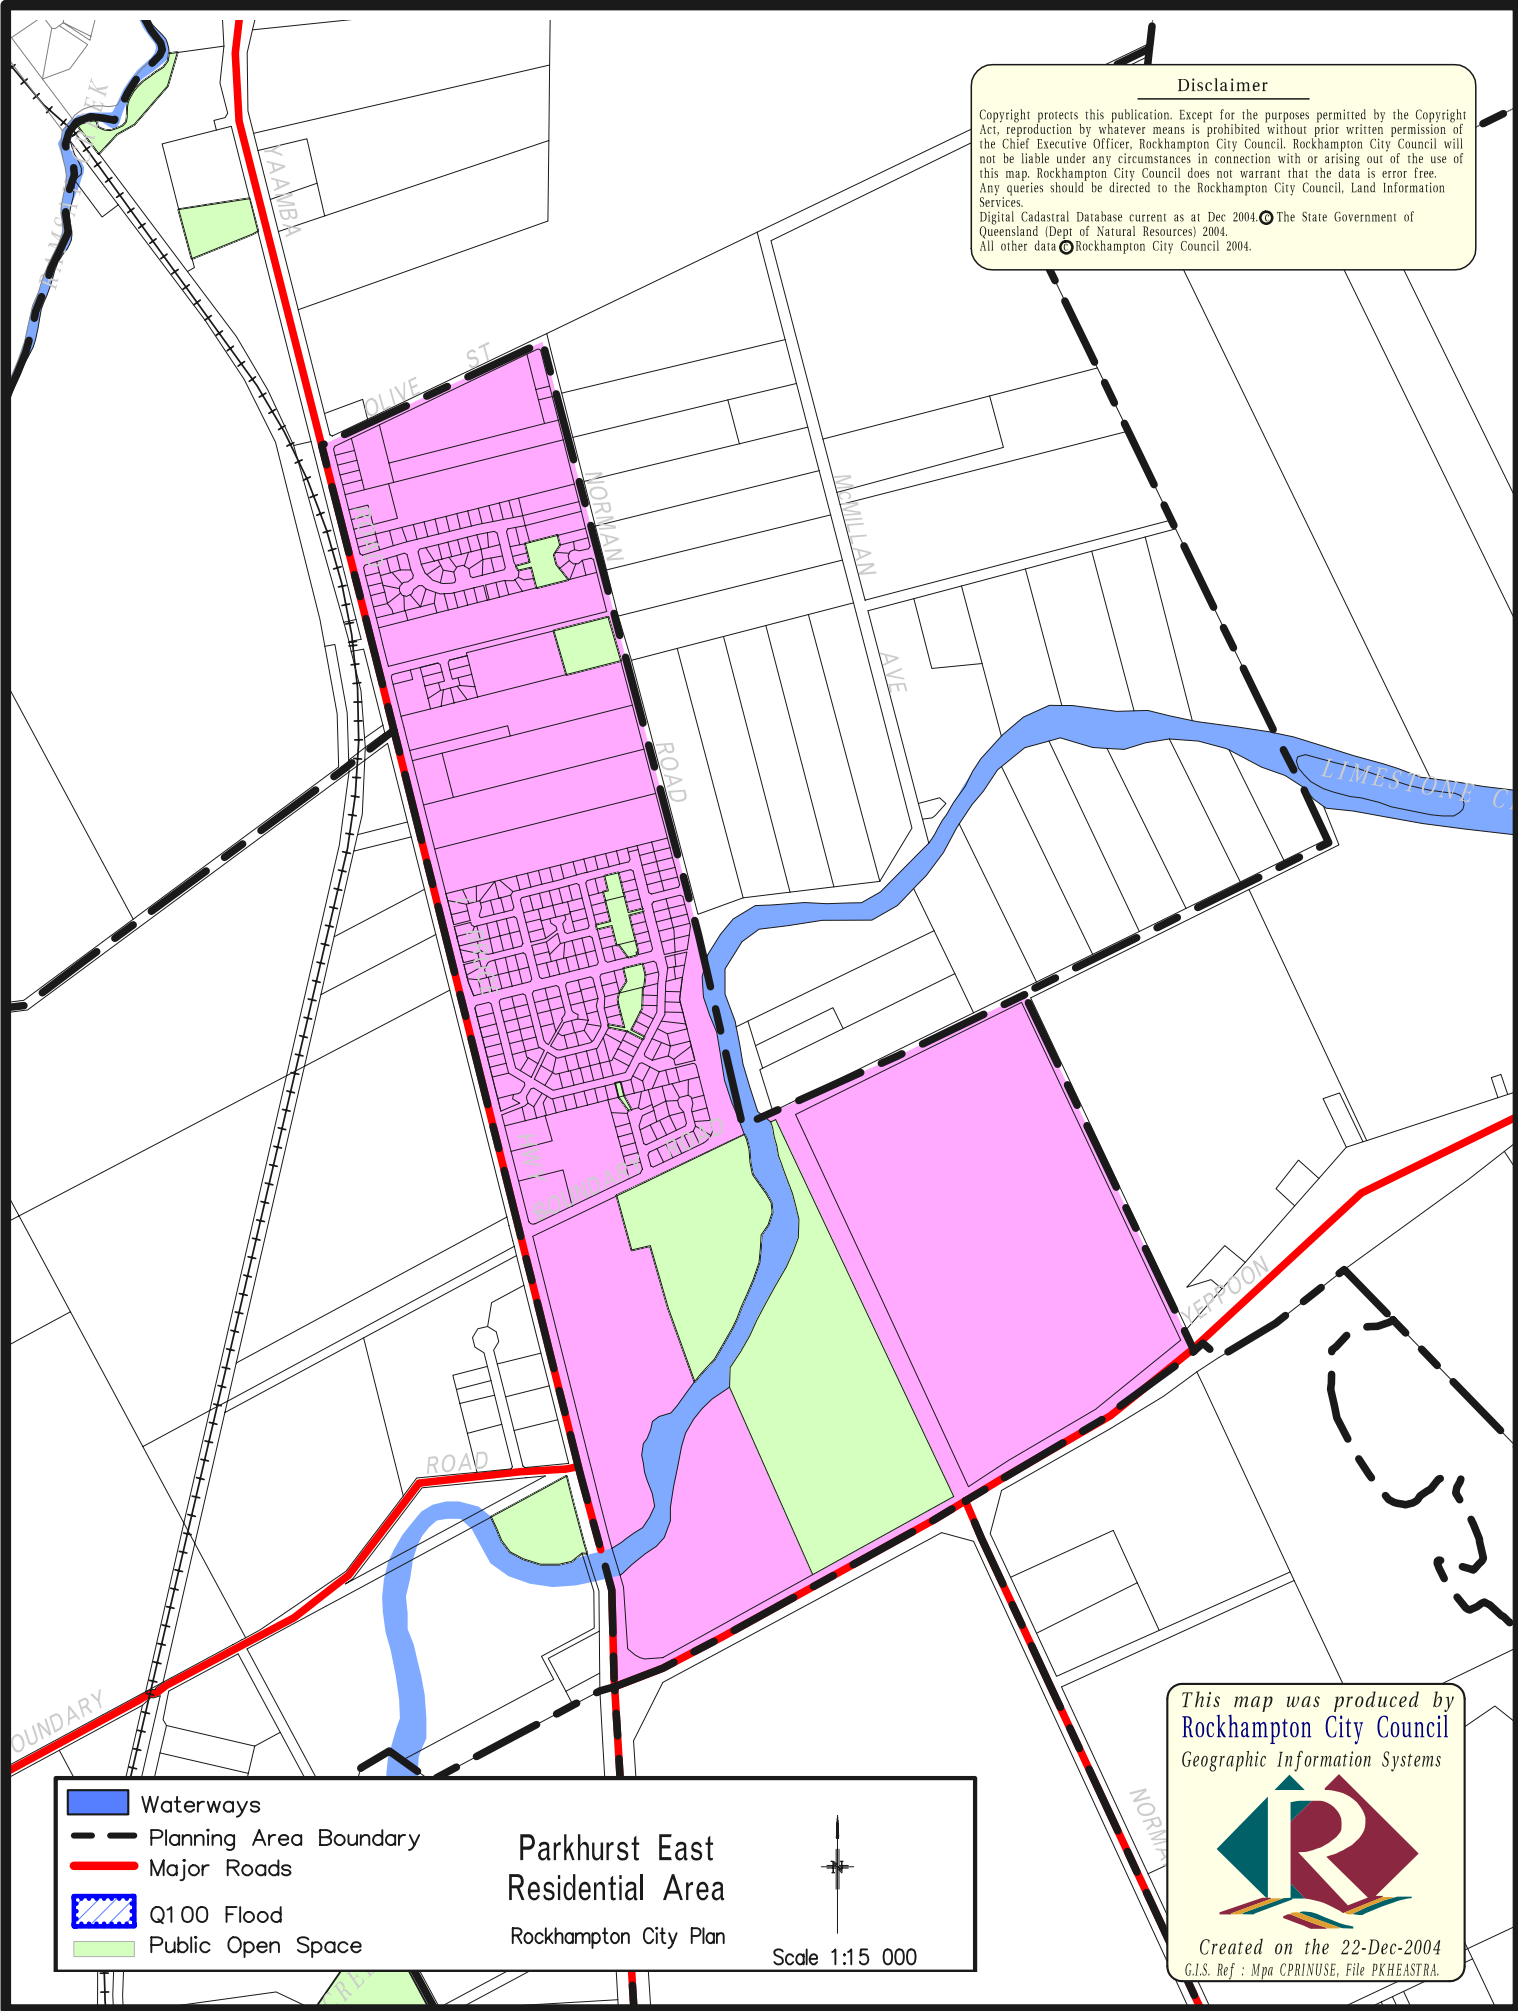 Disclaimer
Copyright protects this publication. Except for the purposes permitted by the Copyright
Act, reproduction by whatever means is prohibited without prior written permission of
the Chief Executive Officer, Rockhampton City Council. Rockhampton City Council will
not be liable under any circumstances in connection with or arising out of the use of
this map. Rockhampton City Council does not warrant that the data is error free.
Any queries should be directed to the Rockhampton City Council, Land Information
Services.
Digital Cadastral Database current as at Dec 2004. © The State Government of
Queensland (Dept of Natural Resources) 2004.
All other data © Rockhampton City Council 2004.
YAAMBA
OLIVE ST
NORMAN
McMILLAN
AVE
ROAD
LIMESTONE C
HWY
BOUNDARY ROAD
YEPPOON
ROAD
OUNDARY
NORMA
Waterways
Planning Area Boundary
Major Roads
Q100 Flood
Public Open Space
Parkhurst East
Residential Area
Rockhampton City Plan
N
Scale 1:15 000
This map was produced by
Rockhampton City Council
Geographic Information Systems
R
Created on the 22-Dec-2004
G.I.S. Ref : Mpa CPRINUSE, File PKHEASTRA.